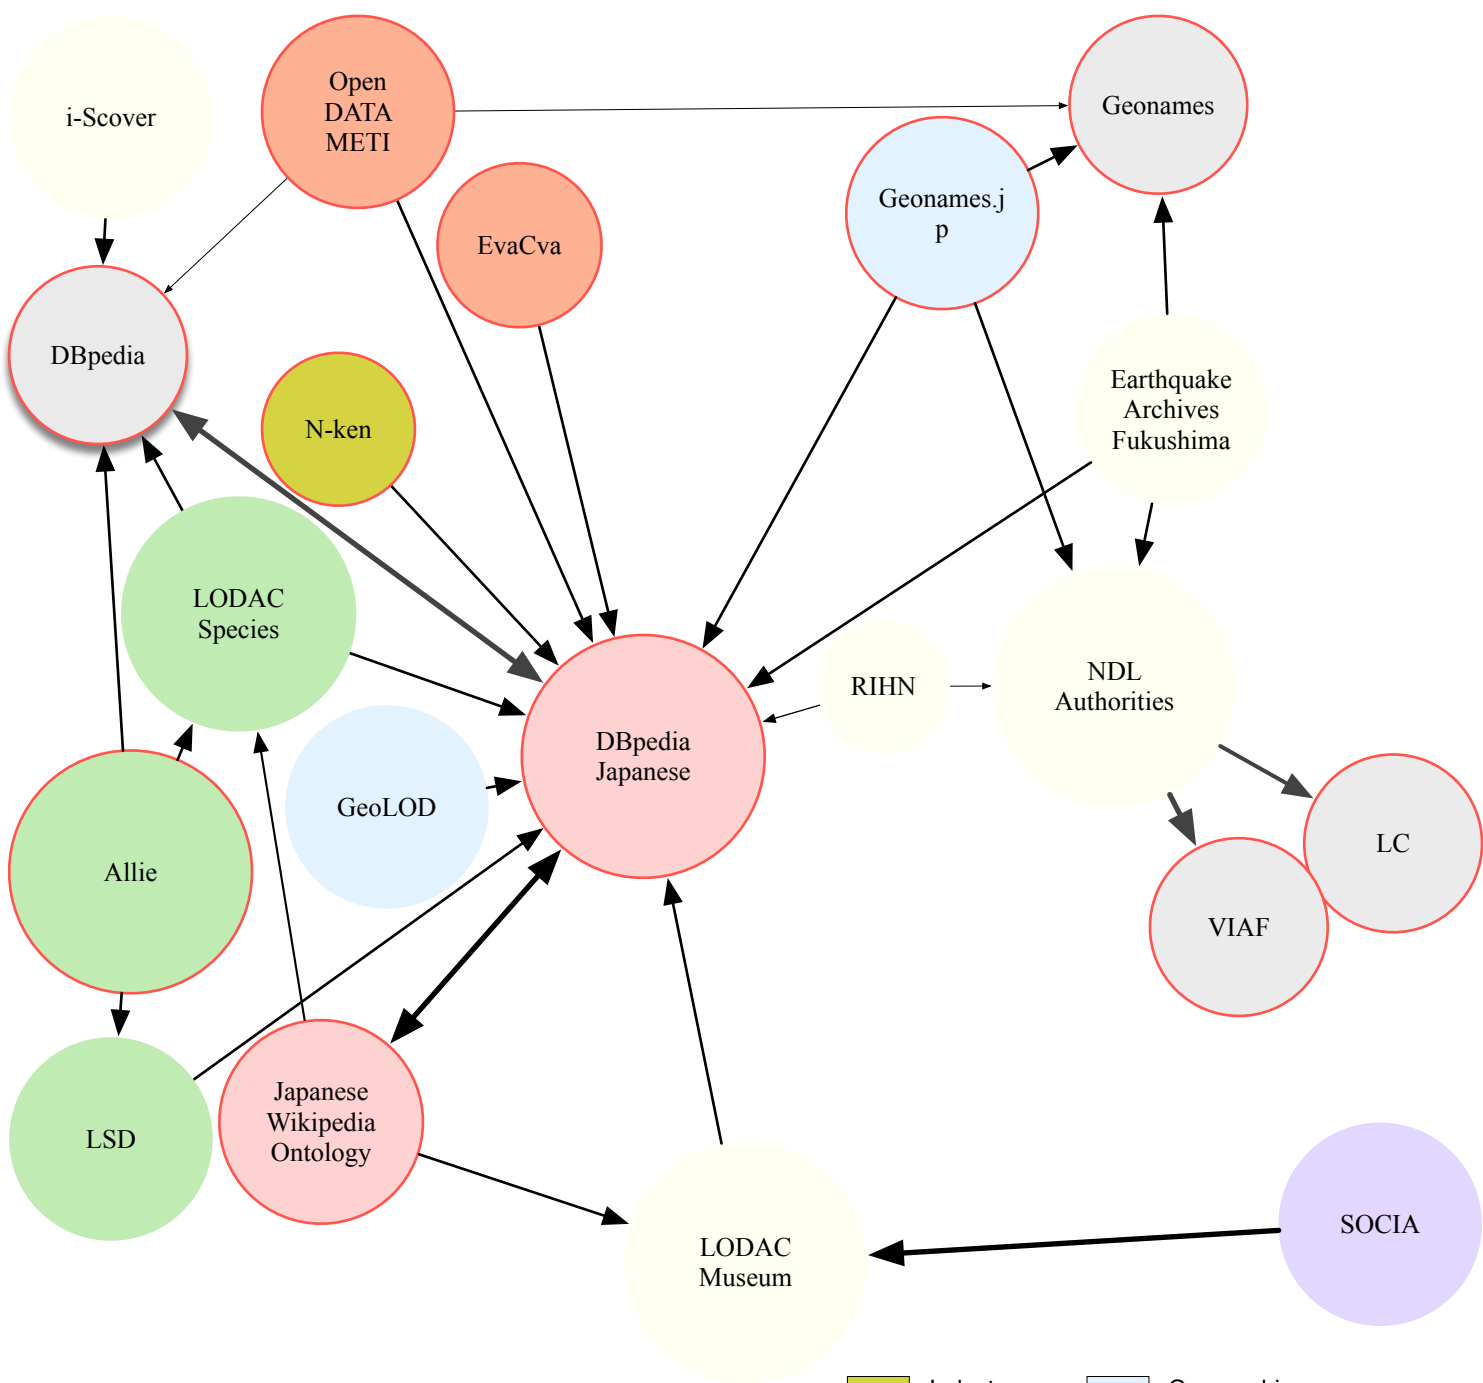 i-Scover
Open
DATA
METI
Geonames
Geonames.j
p
EvaCva
DBpedia
N-ken
Earthquake
Archives
Fukushima
LODAC
Species
RIHN
NDL
Authorities
DBpedia
Japanese
GeoLOD
LC
Allie
VIAF
Japanese
Wikipedia
Ontology
LSD
SOCIA
LODAC
Museum